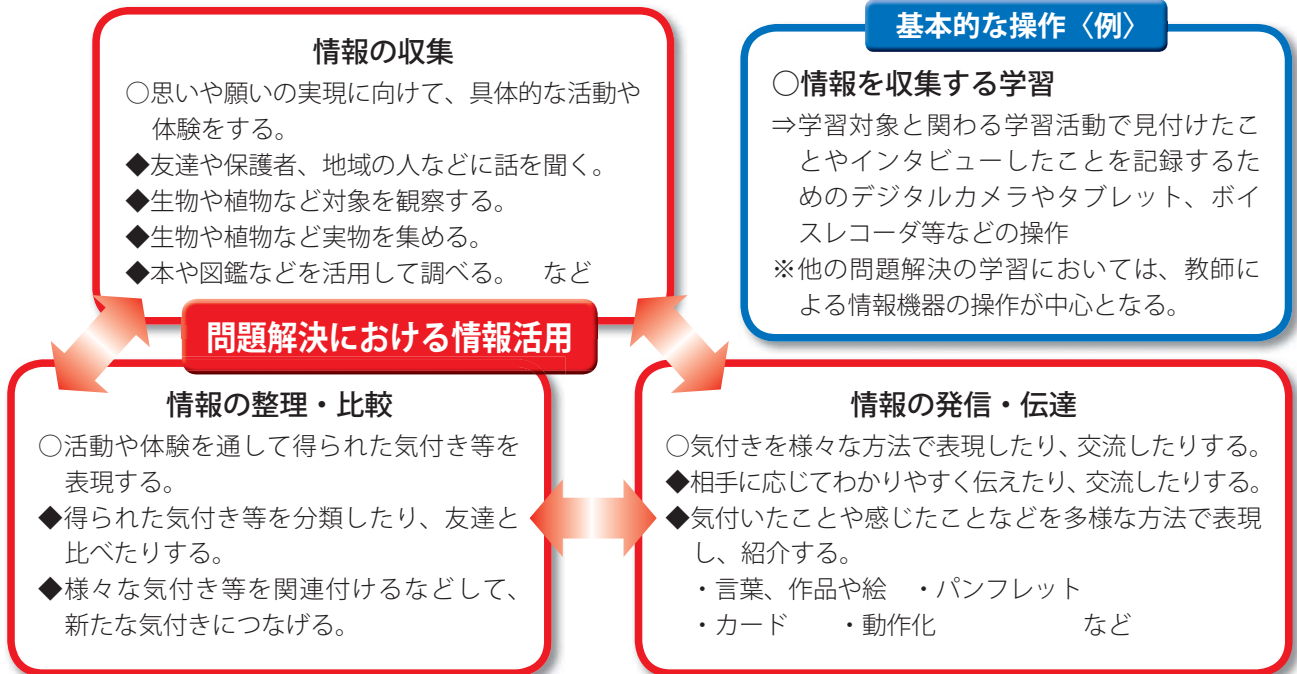 情報の収集
○思いや願いの実現に向けて、具体的な活動や
体験をする。
◆友達や保護者、地域の人などに話を聞く。
◆生物や植物など対象を観察する。
◆生物や植物など実物を集める。
◆本や図鑑などを活用して調べる。　など
基本的な操作〈例〉
○情報を収集する学習
⇒学習対象と関わる学習活動で見付けたこ
とやインタビューしたことを記録するた
めのデジタルカメラやタブレット、ボイ
スレコーダ等などの操作
※他の問題解決の学習においては、教師に
よる情報機器の操作が中心となる。
問題解決における情報活用
情報の整理・比較
○活動や体験を通して得られた気付き等を
表現する。
◆得られた気付き等を分類したり、友達と
比べたりする。
◆様々な気付き等を関連付けるなどして、
新たな気付きにつなげる。
情報の発信・伝達
○気付きを様々な方法で表現したり、交流したりする。
◆相手に応じてわかりやすく伝えたり、交流したりする。
◆気付いたことや感じたことなどを多様な方法で表現
し、紹介する。
・言葉、作品や絵　・パンフレット
・カード　　・動作化　　　　　　など